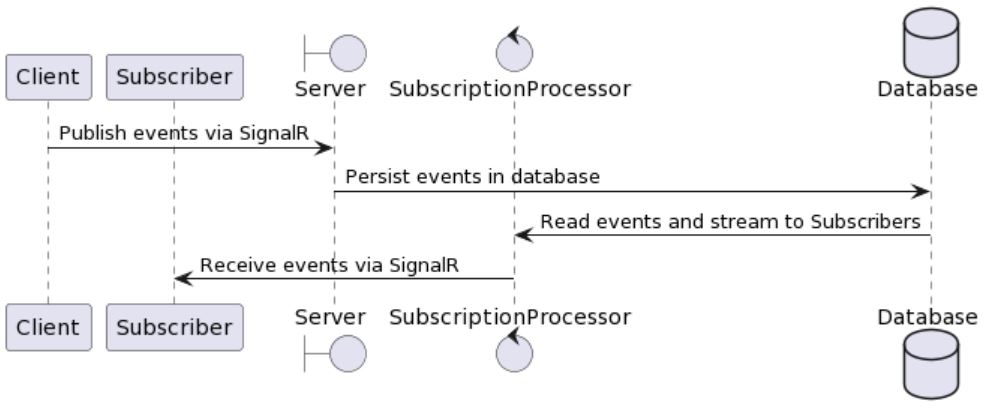 Client
Subscriber
Server
SubscriptionProcessor
Database
Publish events via SignalR
Persist events in database
Read events and stream to Subscribers
Receive events via SignalR
Client
Subscriber
Server
SubscriptionProcessor
Database